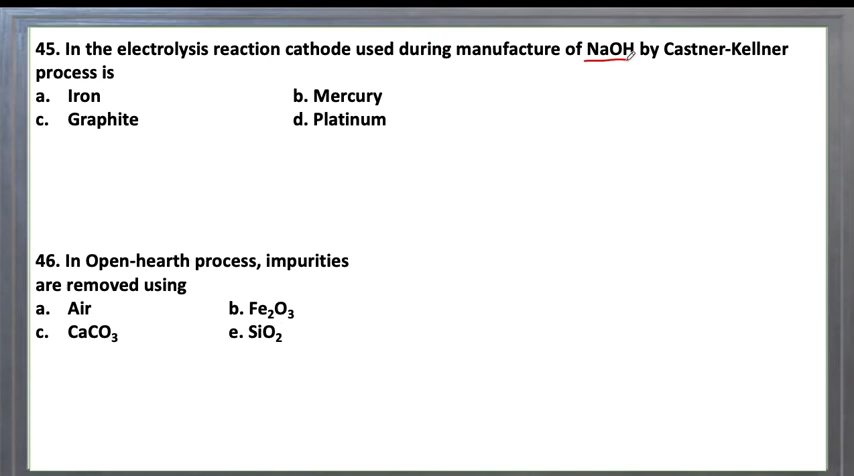 45. In the electrolysis reaction cathode used during manufacture of NaOH by Castner-Kellner
process is
a. Iron b. Mercury
c. Graphite d. Platinum
46. In Open-hearth process, impurities
are removed using
a. Air b. Fe₂O₃
c. CaCO₃ e. SiO₂